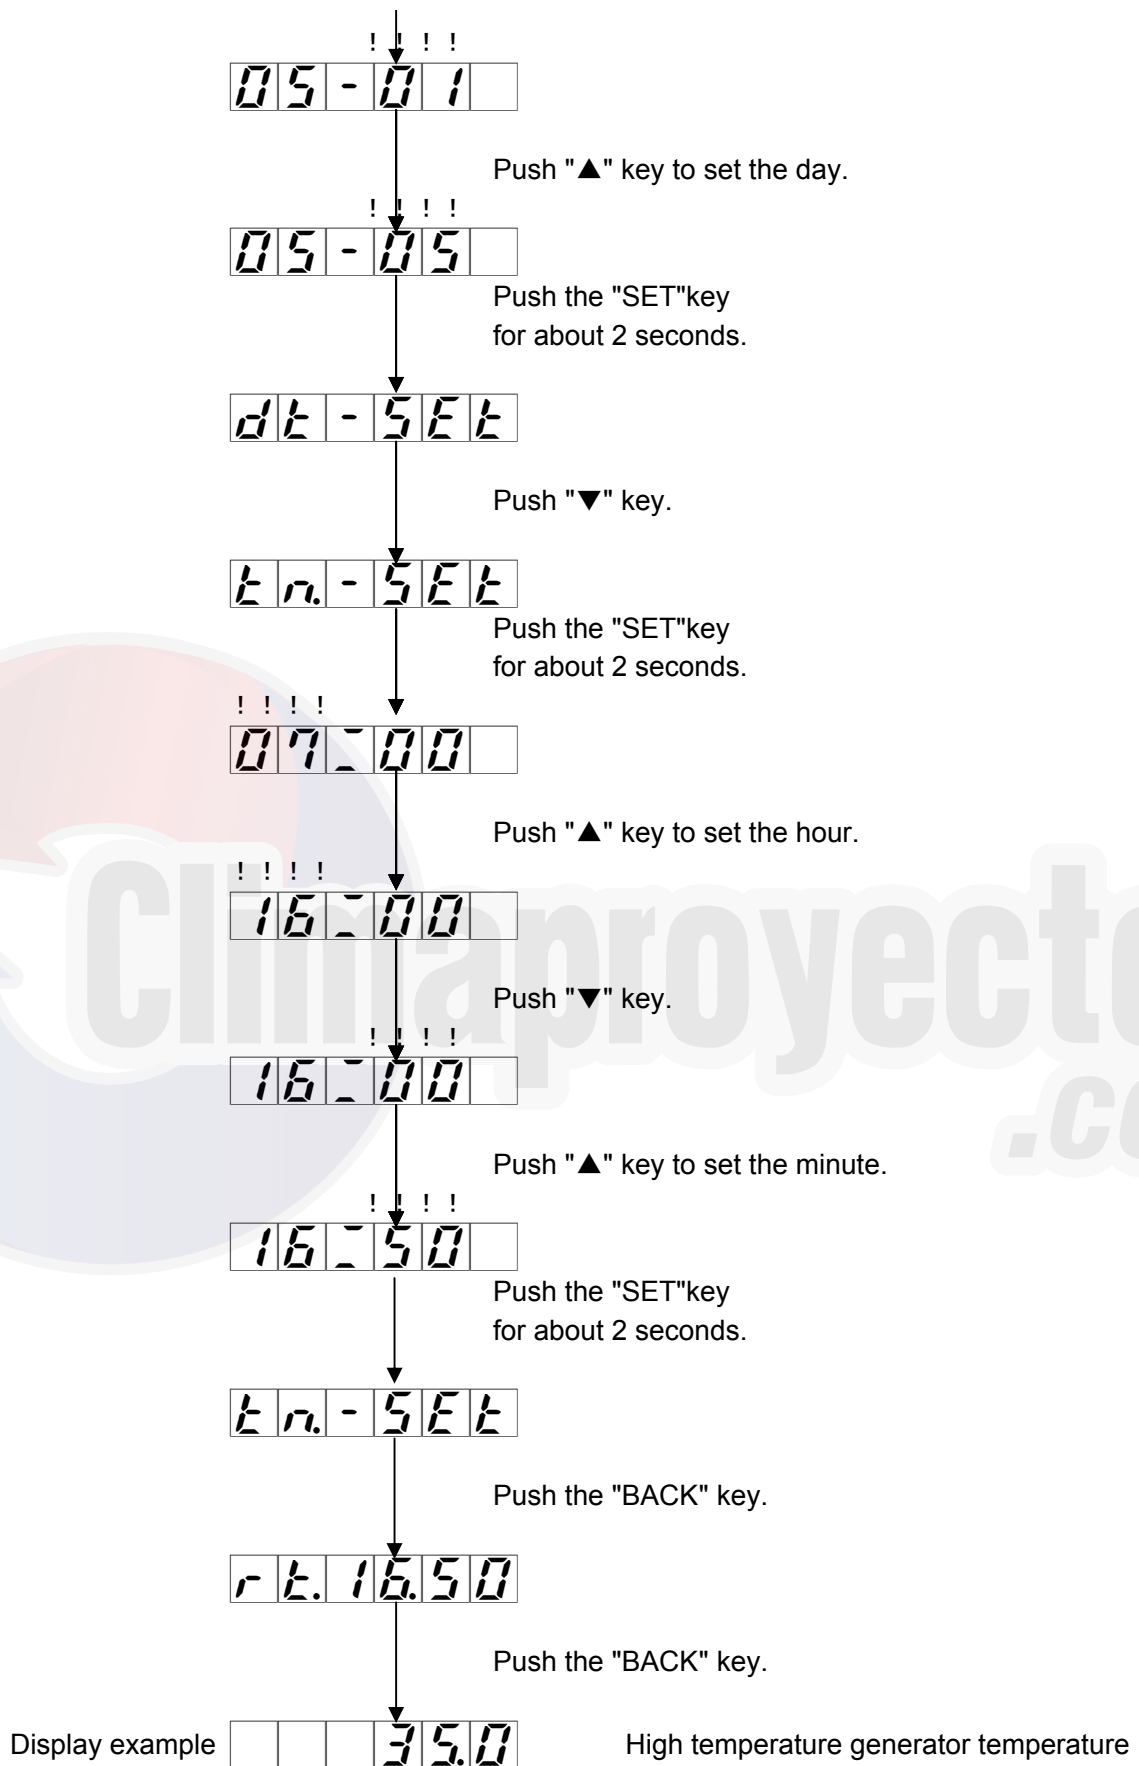 ! ! ! !
05-01
Push "▲" key to set the day.
! ! ! !
05-05
Push the "SET"key
for about 2 seconds.
dt-SEt
Push "▼" key.
tn.-SEt
Push the "SET"key
for about 2 seconds.
! ! ! !
07:00
Push "▲" key to set the hour.
! ! ! !
16:00
Climaproyecto
Push "▼" key.
! ! ! !
16:00
.co
Push "▲" key to set the minute.
! ! ! !
16:50
Push the "SET"key
for about 2 seconds.
tn.-SEt
Push the "BACK" key.
rt.16.50
Push the "BACK" key.
Display example 35.0 High temperature generator temperature